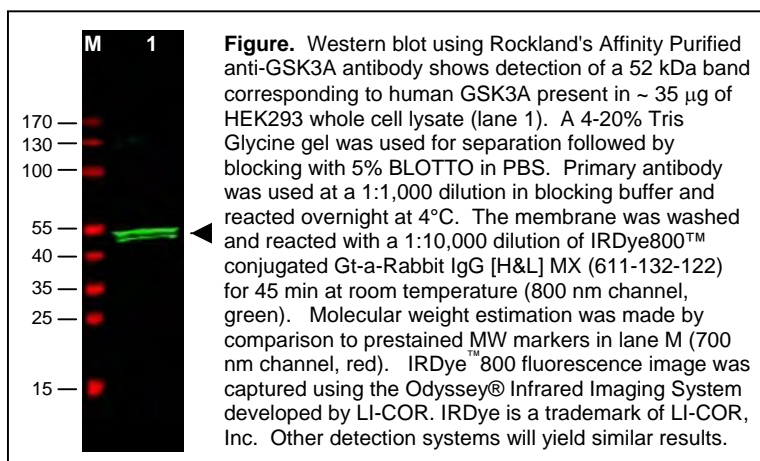 M 1
170
130
100
55
40
35
25
15
Figure. Western blot using Rockland's Affinity Purified
anti-GSK3A antibody shows detection of a 52 kDa band
corresponding to human GSK3A present in ~ 35 μg of
HEK293 whole cell lysate (lane 1). A 4-20% Tris
Glycine gel was used for separation followed by
blocking with 5% BLOTTO in PBS. Primary antibody
was used at a 1:1,000 dilution in blocking buffer and
reacted overnight at 4°C. The membrane was washed
and reacted with a 1:10,000 dilution of IRDye800™
conjugated Gt-a-Rabbit IgG [H&L] MX (611-132-122)
for 45 min at room temperature (800 nm channel,
green). Molecular weight estimation was made by
comparison to prestained MW markers in lane M (700
nm channel, red). IRDye™800 fluorescence image was
captured using the Odyssey® Infrared Imaging System
developed by LI-COR. IRDye is a trademark of LI-COR,
Inc. Other detection systems will yield similar results.